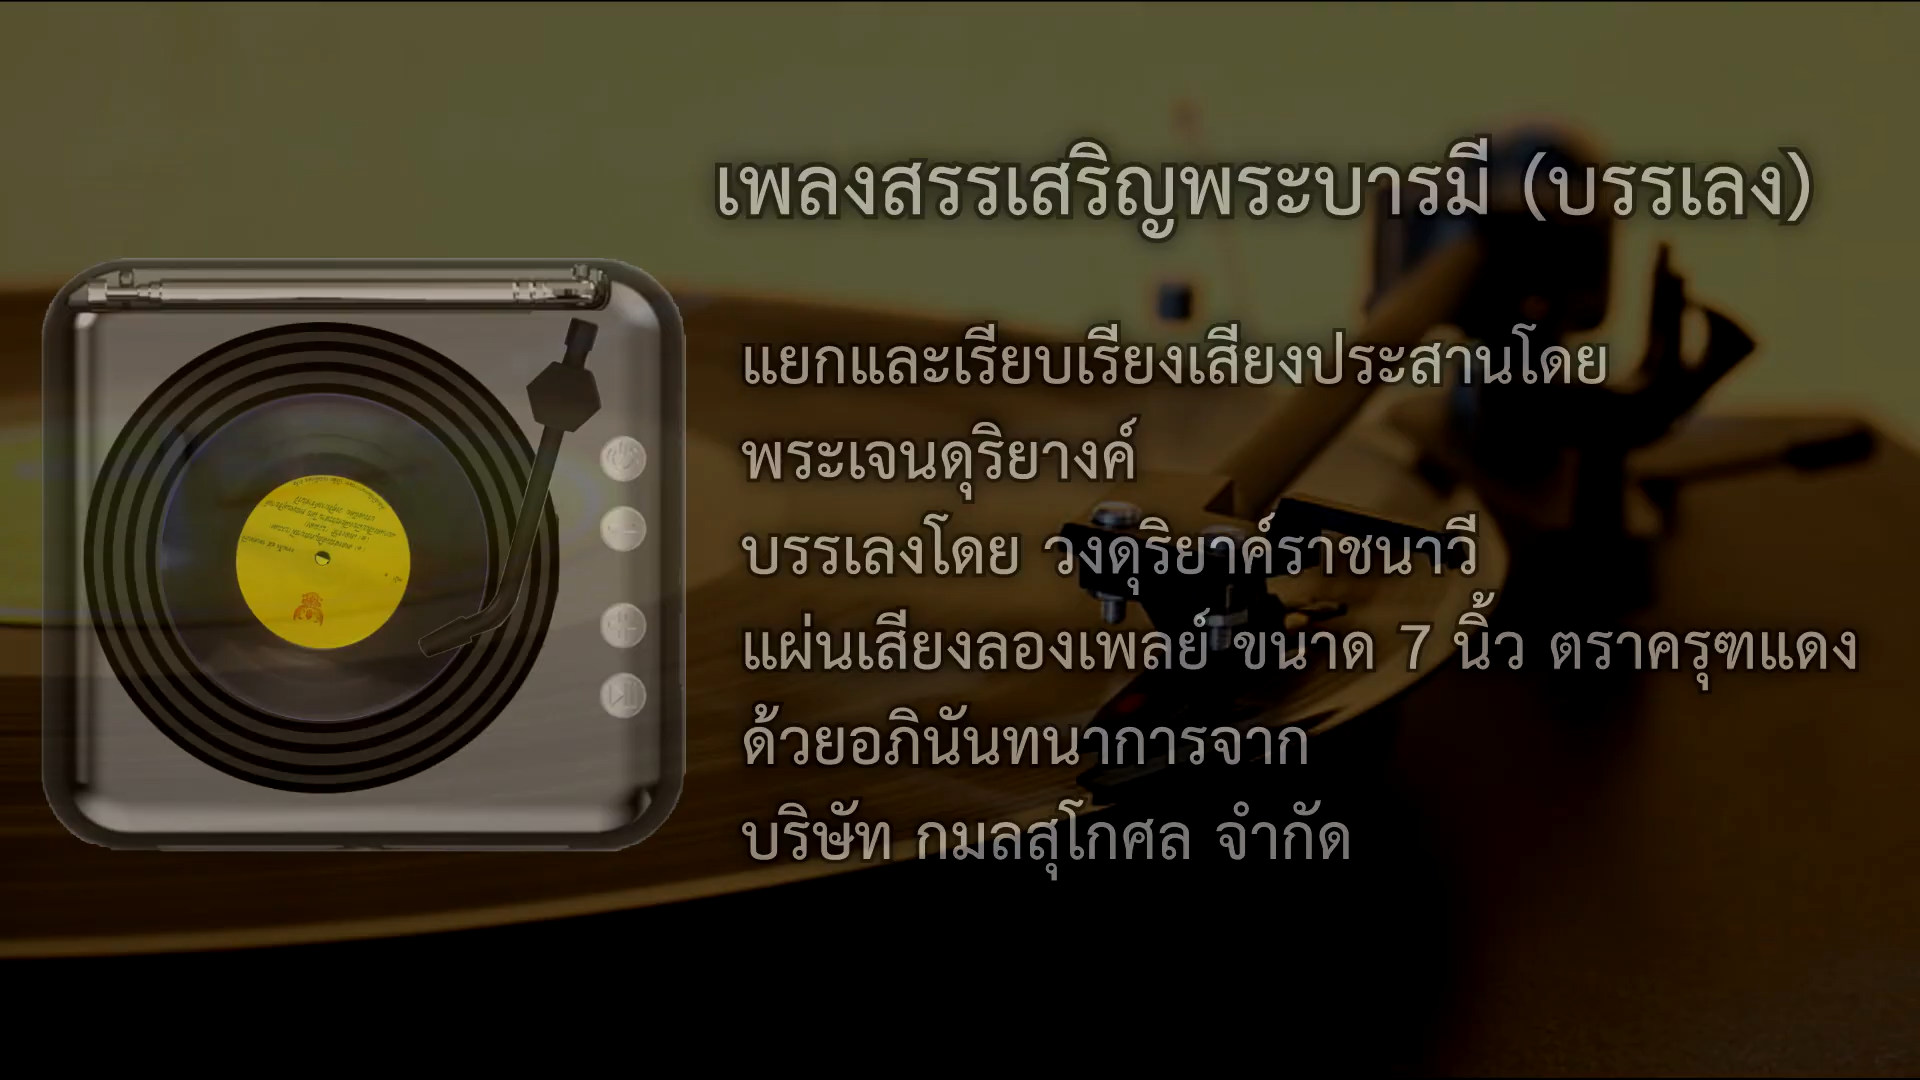 เพลงสรรเสริญพระบารมี (บรรเลง)
แยกและเรียบเรียงเสียงประสานโดย
พระเจนดุริยางค์
บรรเลงโดย วงดุริยาค์ราชนาวี
แผ่นเสียงลองเพลย์ ขนาด 7 นิ้ว ตราครุฑแดง
ด้วยอภินันทนาการจาก
บริษัท กมลสุโกศล จำกัด